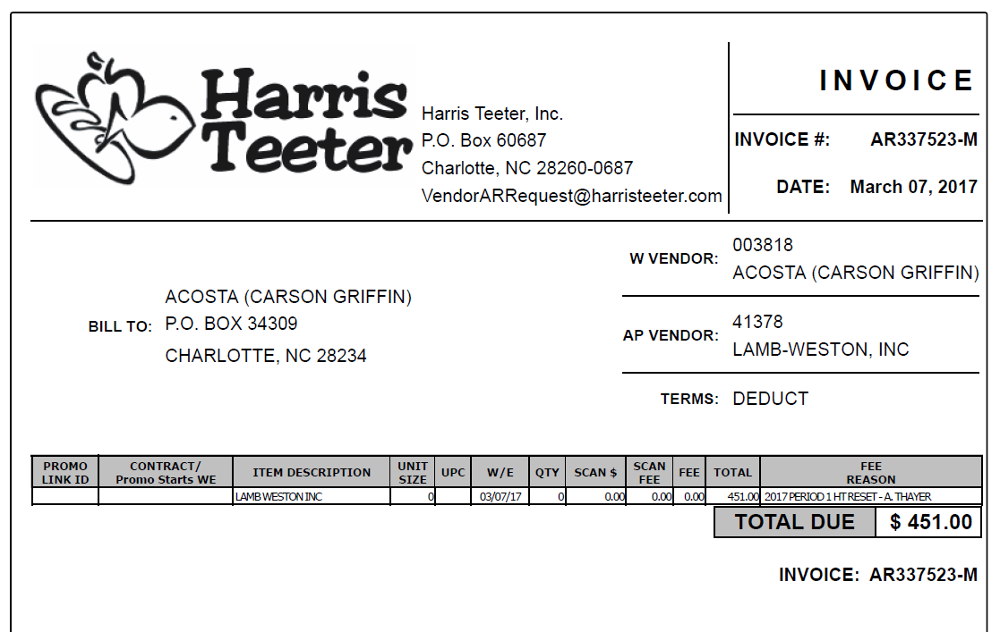 Harris
Teeter
Harris Teeter, Inc.
P.O. Box 60687
Charlotte, NC 28260-0687
VendorARRequest@harristeeter.com
INVOICE
INVOICE #: AR337523-M
DATE: March 07, 2017
W VENDOR: 003818
ACOSTA (CARSON GRIFFIN)
BILL TO: ACOSTA (CARSON GRIFFIN)
P.O. BOX 34309
CHARLOTTE, NC 28234
AP VENDOR: 41378
LAMB-WESTON, INC
TERMS: DEDUCT
PROMO LINK ID CONTRACT/ Promo Starts WE ITEM DESCRIPTION UNIT SIZE UPC W/E QTY SCAN $ SCAN FEE FEE TOTAL FEE REASON
LAMB WESTON INC 0 03/07/17 0 0.00 0.00 0.00 451.00 2017 PERIOD 1 HT RESET - A. THAYER
TOTAL DUE $ 451.00
INVOICE: AR337523-M